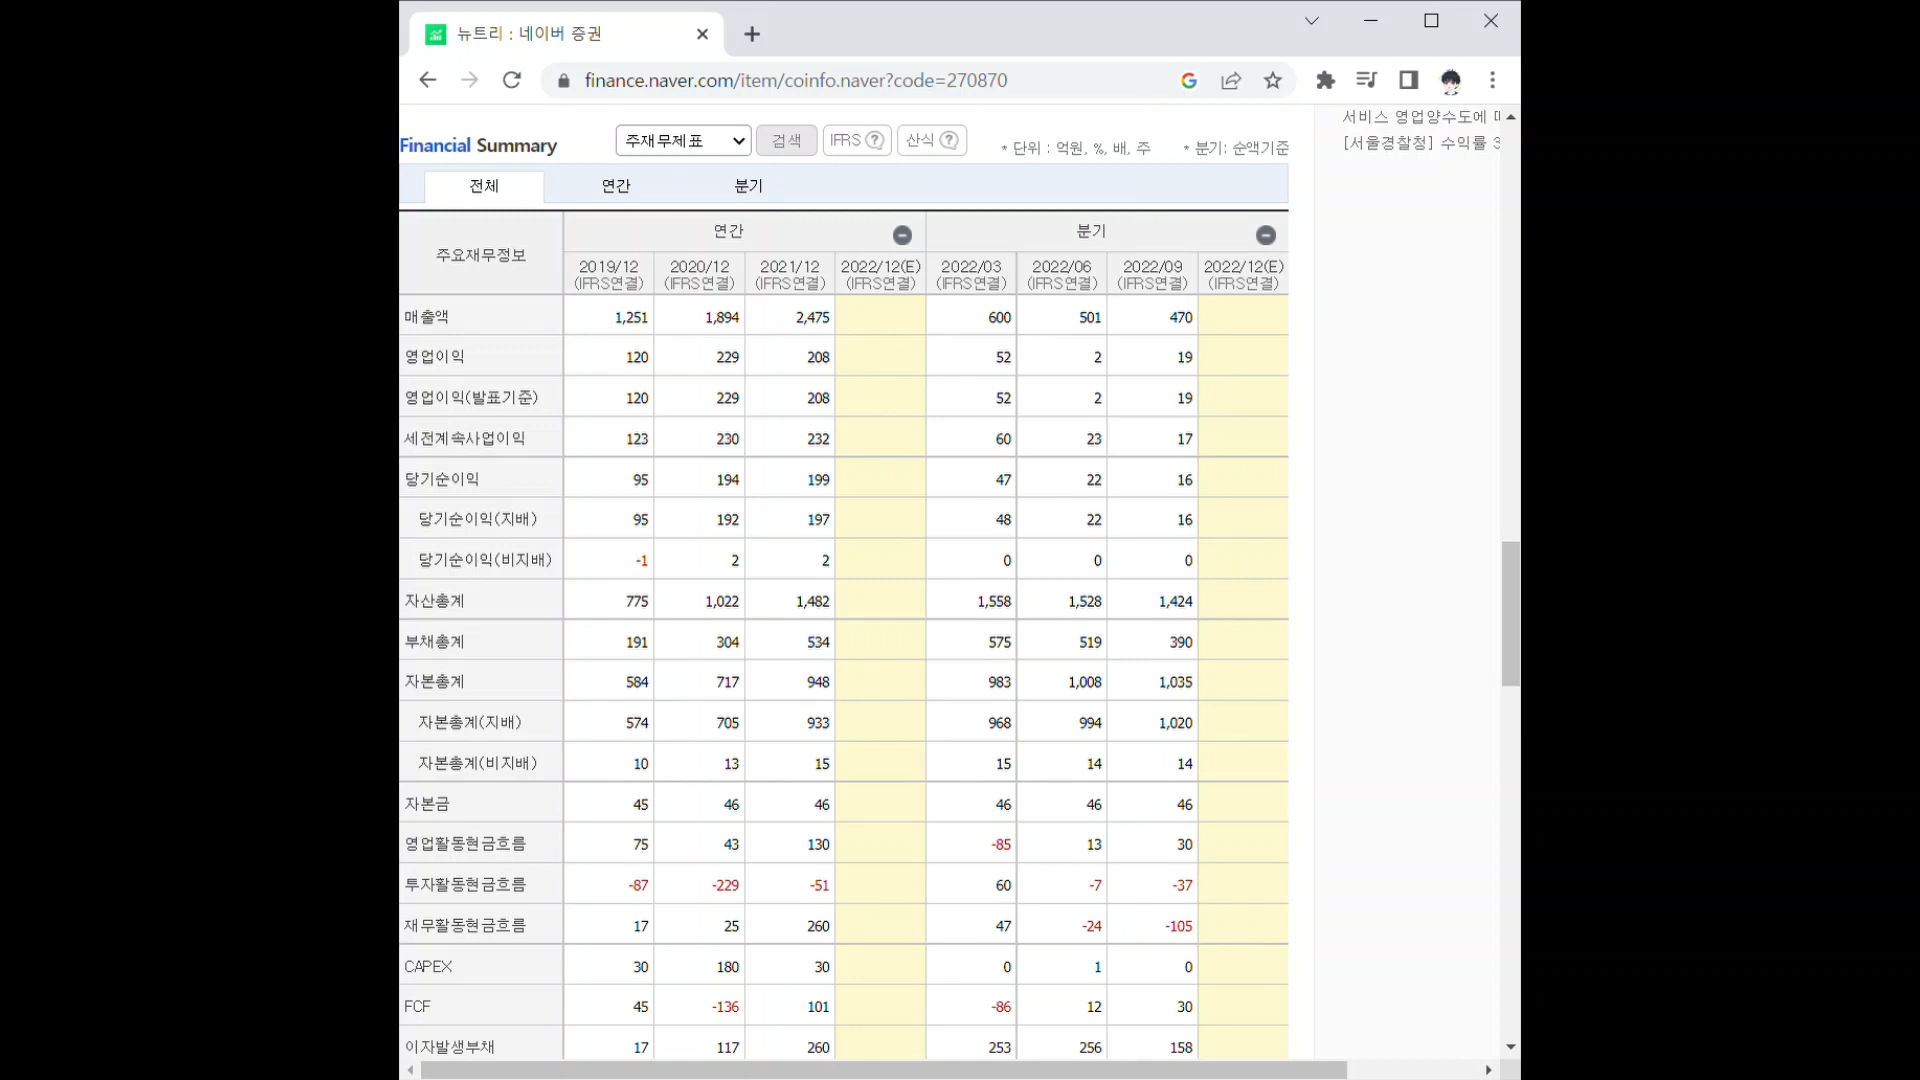 뉴트리 : 네이버 증권
finance.naver.com/item/coinfo.naver?code=270870
서비스 영업양수도에
[서울경찰청] 수익률
Financial Summary 주재무제표 검색 IFRS ? 산식 ? * 단위 : 억원, %, 배, 주 * 분기: 순액기준
전체 연간 분기
주요재무정보 연간 분기
2019/12 2020/12 2021/12 2022/12(E) 2022/03 2022/06 2022/09 2022/12(E)
(IFRS연결) (IFRS연결) (IFRS연결) (IFRS연결) (IFRS연결) (IFRS연결) (IFRS연결) (IFRS연결)
매출액 1,251 1,894 2,475 600 501 470
영업이익 120 229 208 52 2 19
영업이익(발표기준) 120 229 208 52 2 19
세전계속사업이익 123 230 232 60 23 17
당기순이익 95 194 199 47 22 16
당기순이익(지배) 95 192 197 48 22 16
당기순이익(비지배) -1 2 2 0 0 0
자산총계 775 1,022 1,482 1,558 1,528 1,424
부채총계 191 304 534 575 519 390
자본총계 584 717 948 983 1,008 1,035
자본총계(지배) 574 705 933 968 994 1,020
자본총계(비지배) 10 13 15 15 14 14
자본금 45 46 46 46 46 46
영업활동현금흐름 75 43 130 -85 13 30
투자활동현금흐름 -87 -229 -51 60 -7 -37
재무활동현금흐름 17 25 260 47 -24 -105
CAPEX 30 180 30 0 1 0
FCF 45 -136 101 -86 12 30
이자발생부채 17 117 260 253 256 158